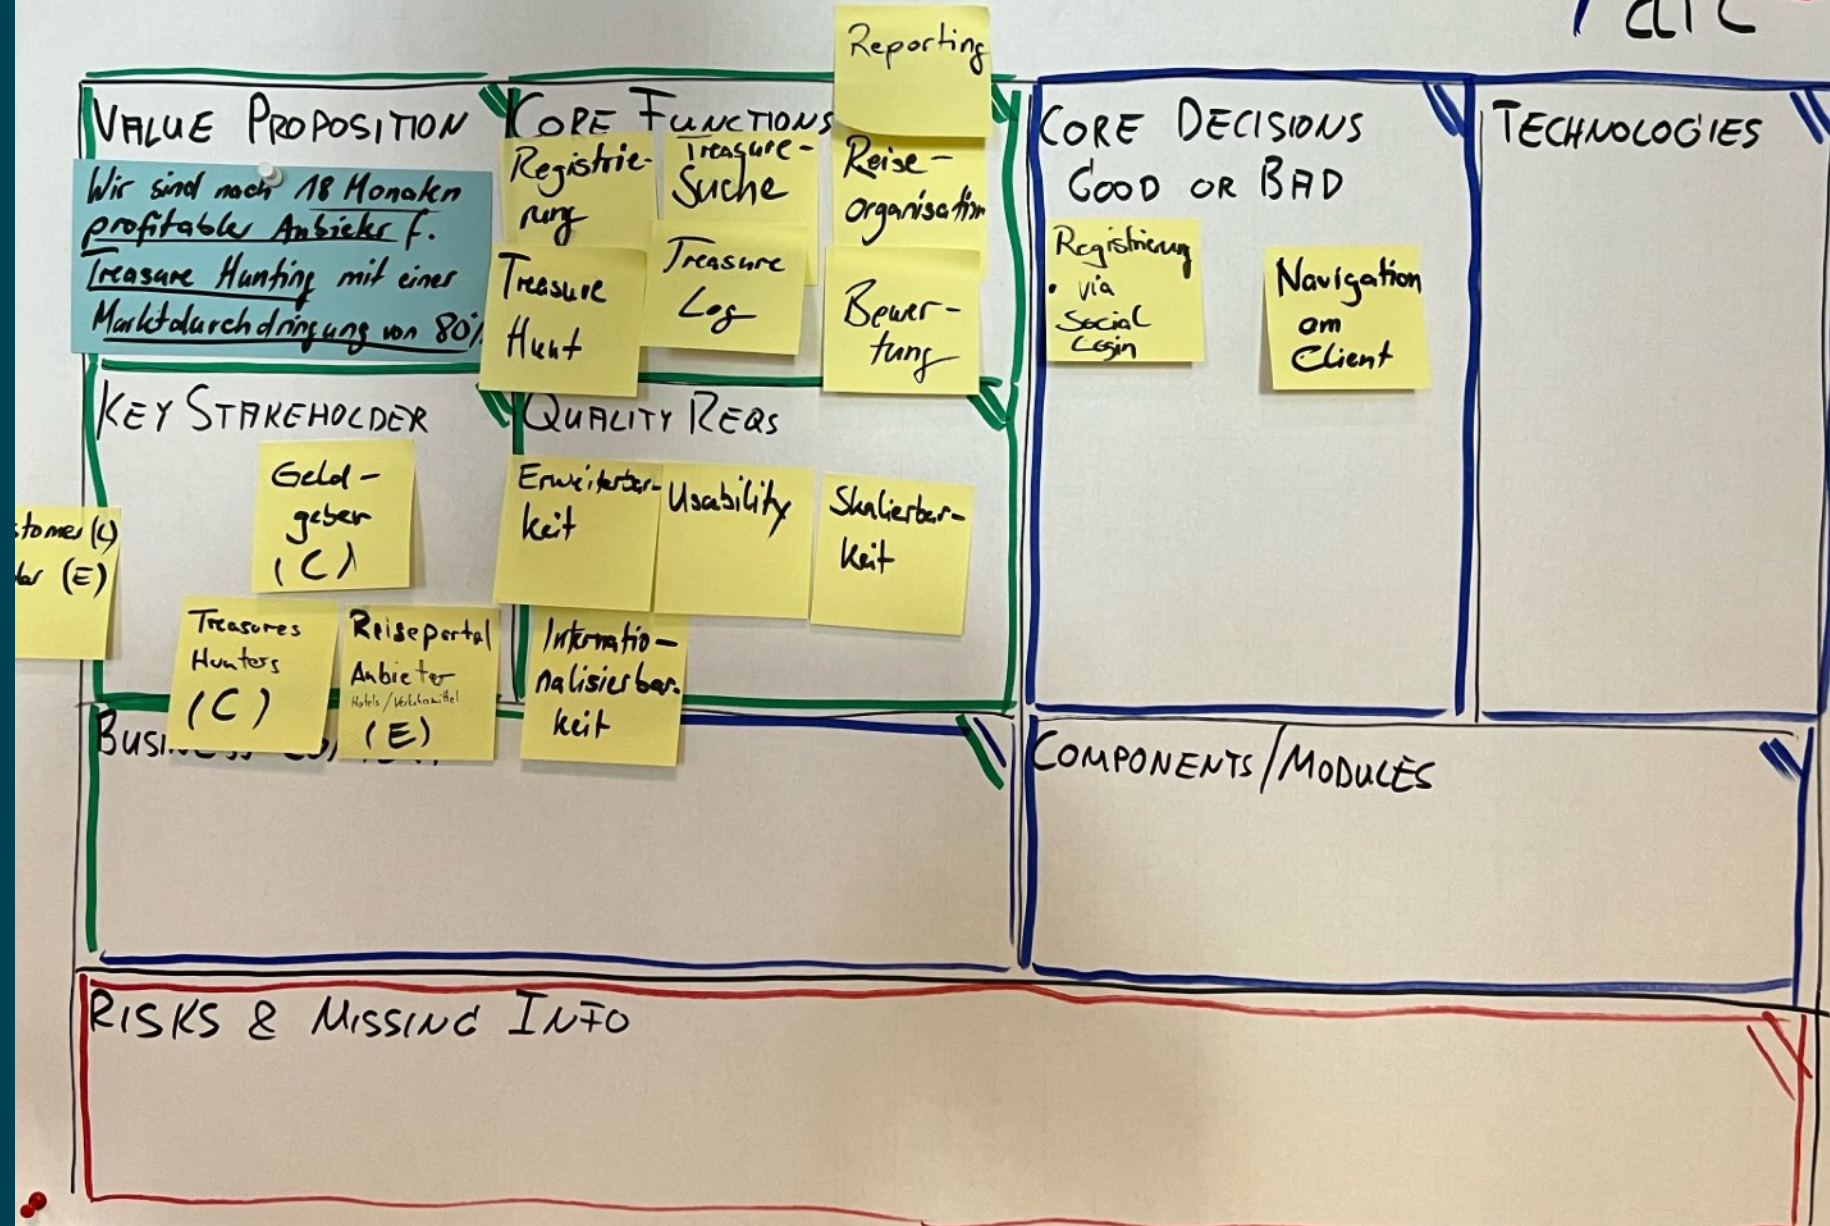 Reporting
VALUE PROPOSITION
Wir sind nach 18 Monaten
profitabler Anbieter f.
Treasure Hunting mit einer
Marktdurchdringung von 80%
CORE FUNCTIONS
Registrie-
rung
Treasure-
Suche
Reise-
organisation
Treasure
Hunt
Treasure
Log
Bewer-
tung
CORE DECISIONS
GOOD OR BAD
Registrierung
• via
Social
Login
Navigation
am
Client
TECHNOLOGIES
KEY STAKEHOLDER
Geld-
geber
(C)
(C)
(E)
Treasures
Hunters
(C)
Reiseportal
Anbieter
Hotels/Verkehrsmittel
(E)
QUALITY REQS
Erweiterbar-
keit
Usability
Skalierbar-
keit
Internatio-
nalisierbar-
keit
COMPONENTS/MODULES
RISKS & MISSING INFO